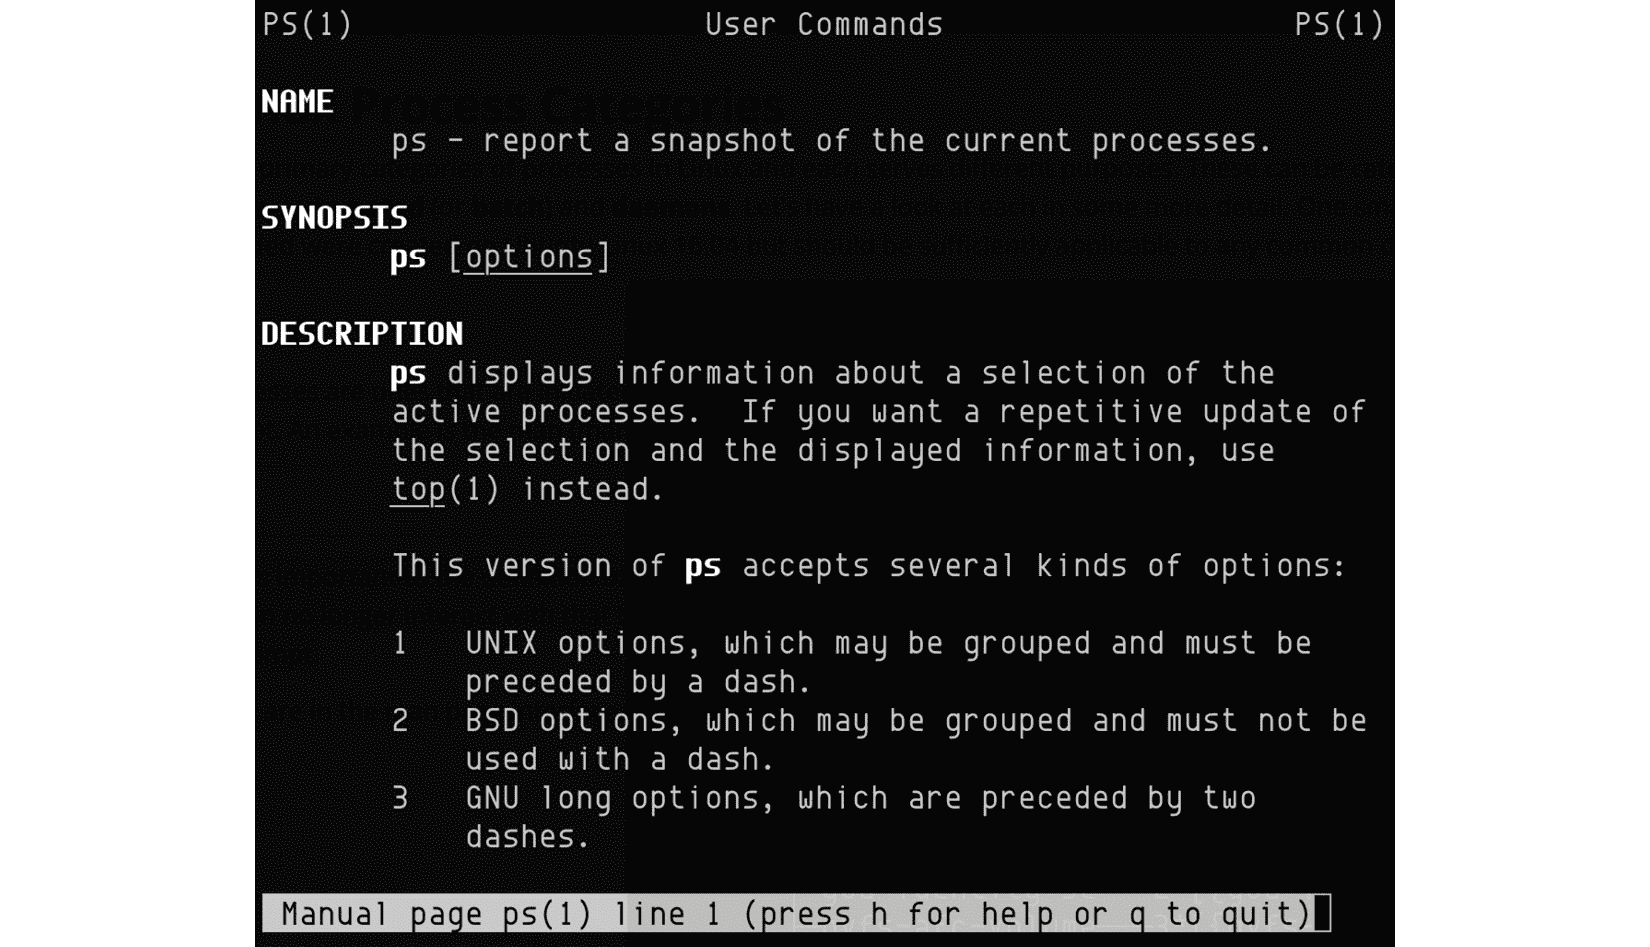 PS(1) User Commands PS(1)
NAME
ps - report a snapshot of the current processes.
SYNOPSIS
ps [options]
DESCRIPTION
ps displays information about a selection of the
active processes. If you want a repetitive update of
the selection and the displayed information, use
top(1) instead.
This version of ps accepts several kinds of options:
1 UNIX options, which may be grouped and must be
preceded by a dash.
2 BSD options, which may be grouped and must not be
used with a dash.
3 GNU long options, which are preceded by two
dashes.
Manual page ps(1) line 1 (press h for help or q to quit)